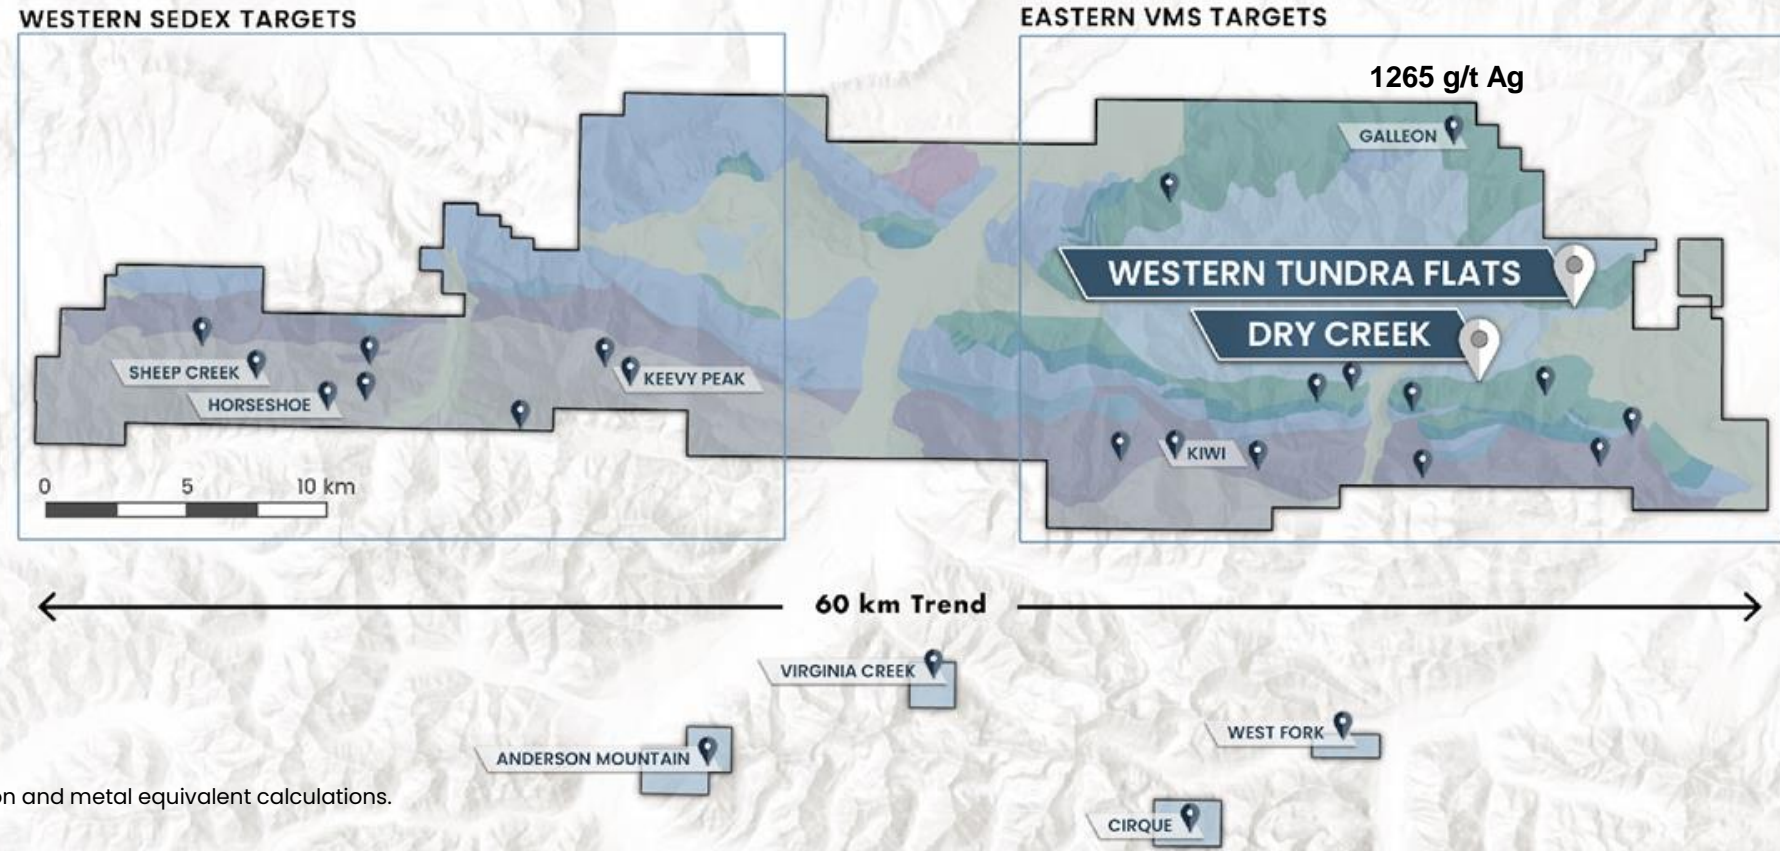 WESTERN SEDEX TARGETS
EASTERN VMS TARGETS
1265 g/t Ag
GALLEON
WESTERN TUNDRA FLATS
DRY CREEK
SHEEP CREEK
HORSESHOE
KEEVY PEAK
KIWI
0 5 10 km
60 km Trend
VIRGINIA CREEK
WEST FORK
ANDERSON MOUNTAIN
and metal equivalent calculations.
CIRQUE